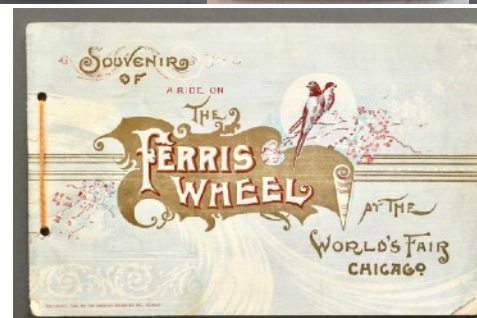 SOUVENIR
OF
A RIDE ON
THE
FERRIS
WHEEL
AT THE
WORLD'S FAIR
CHICAGO